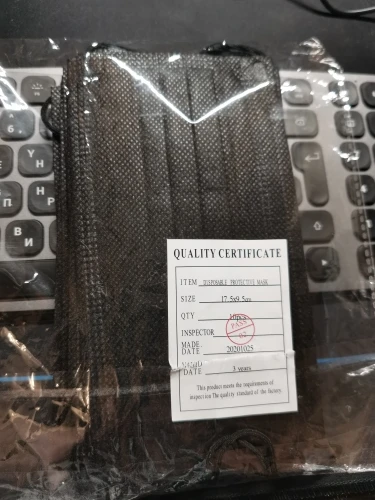 QUALITY CERTIFICATE
ITEM DISPOSABLE PROTECTIVE MASK
SIZE 17.5x9.5cm
QTY 10pcs
PASS
INSPECTOR
MADE
DATE 20201025
DATE 3 years
This product meets the requirements of
inspection The quality standard of the factory.
Н
И
В